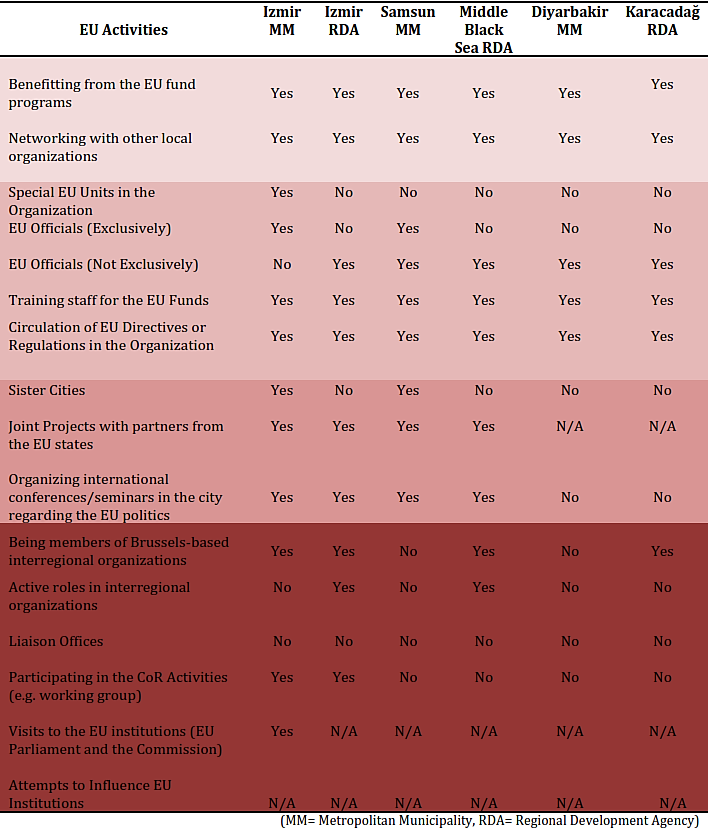 EU Activities Izmir MM Izmir RDA Samsun MM Middle Black Sea RDA Diyarbakir MM Karacadağ RDA
Benefitting from the EU fund
programs Yes Yes Yes Yes Yes Yes
Networking with other local
organizations Yes Yes Yes Yes Yes Yes
Special EU Units in the
Organization Yes No No No No No
EU Officials (Exclusively) Yes No Yes No No No
EU Officials (Not Exclusively) No Yes Yes Yes Yes Yes
Training staff for the EU Funds Yes Yes Yes Yes Yes Yes
Circulation of EU Directives or
Regulations in the Organization Yes Yes Yes Yes Yes Yes
Sister Cities Yes No Yes No No No
Joint Projects with partners from
the EU states Yes Yes Yes Yes N/A N/A
Organizing international
conferences/seminars in the city Yes Yes Yes Yes No No
regarding the EU politics
Being members of Brussels-based
interregional organizations Yes Yes No Yes No Yes
Active roles in interregional
organizations No Yes No Yes No No
Liaison Offices No No No No No No
Participating in the CoR Activities
(e.g. working group) Yes Yes No No No No
Visits to the EU institutions (EU
Parliament and the Commission) Yes N/A N/A N/A N/A N/A
Attempts to Influence EU
Institutions N/A N/A N/A N/A N/A N/A
(MM= Metropolitan Municipality, RDA= Regional Development Agency)